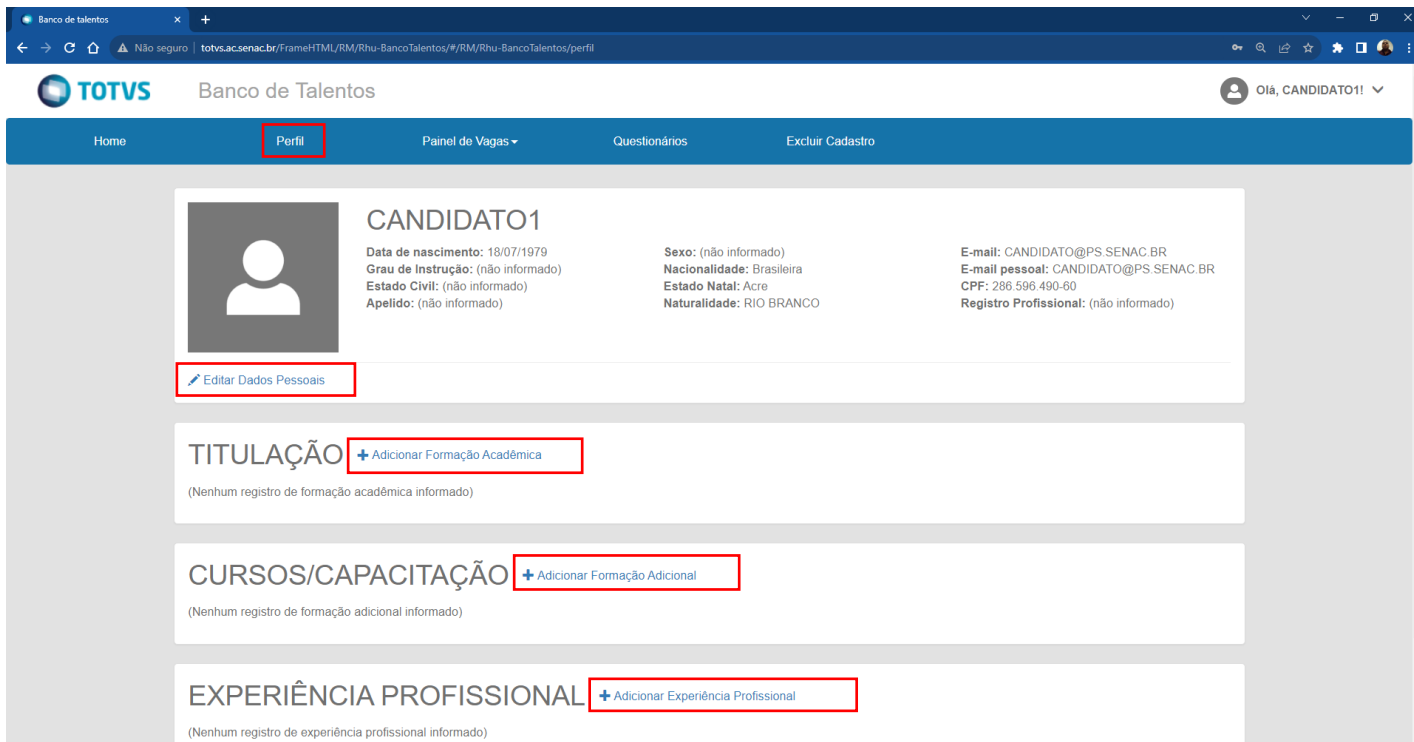 Banco de talentos
Não seguro | totvs.ac.senac.br/FrameHTML/RM/Rhu-BancoTalentos/#/RM/Rhu-BancoTalentos/perfil
TOTVS Banco de Talentos Olá, CANDIDATO1!
Home Perfil Painel de Vagas Questionários Excluir Cadastro
CANDIDATO1
Data de nascimento: 18/07/1979 Sexo: (não informado) E-mail: CANDIDATO@PS.SENAC.BR
Grau de Instrução: (não informado) Nacionalidade: Brasileira E-mail pessoal: CANDIDATO@PS.SENAC.BR
Estado Civil: (não informado) Estado Natal: Acre CPF: 286.596.490-60
Apelido: (não informado) Naturalidade: RIO BRANCO Registro Profissional: (não informado)
Editar Dados Pessoais
TITULAÇÃO + Adicionar Formação Acadêmica
(Nenhum registro de formação acadêmica informado)
CURSOS/CAPACITAÇÃO + Adicionar Formação Adicional
(Nenhum registro de formação adicional informado)
EXPERIÊNCIA PROFISSIONAL + Adicionar Experiência Profissional
(Nenhum registro de experiência profissional informado)